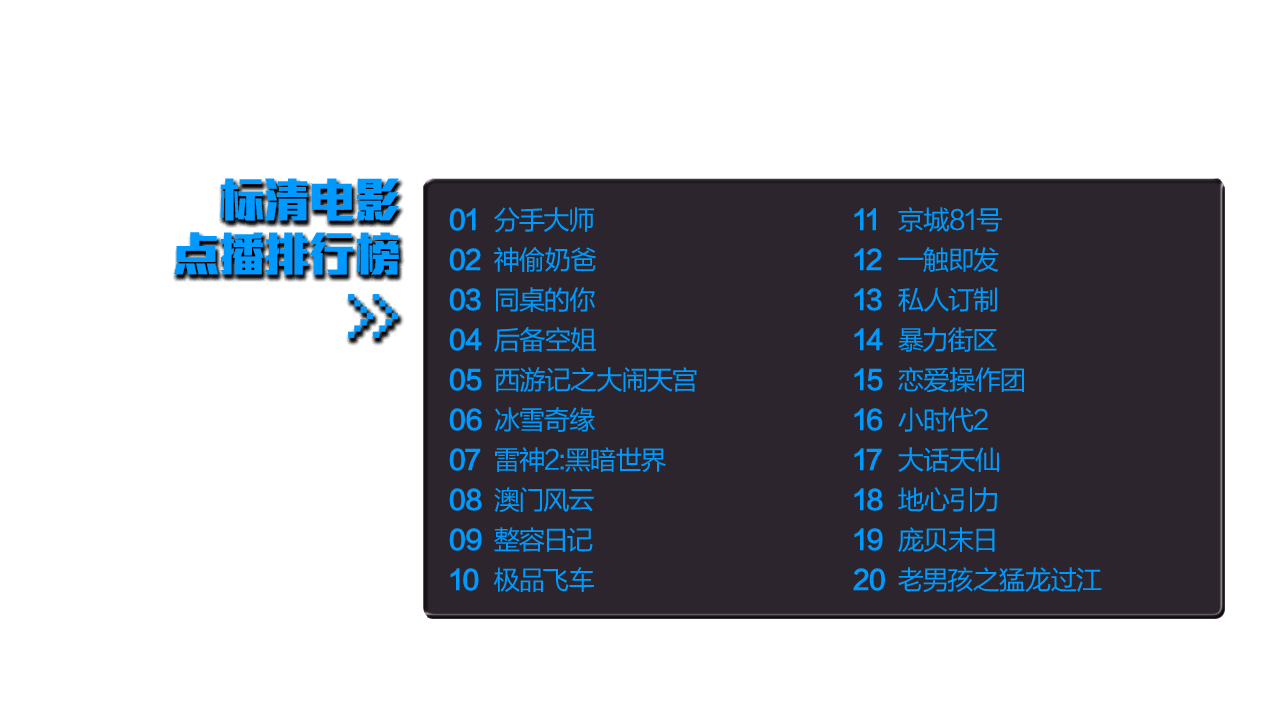 标清电影
点播排行榜
01 分手大师
02 神偷奶爸
03 同桌的你
04 后备空姐
05 西游记之大闹天宫
06 冰雪奇缘
07 雷神2:黑暗世界
08 澳门风云
09 整容日记
10 极品飞车
11 京城81号
12 一触即发
13 私人订制
14 暴力街区
15 恋爱操作团
16 小时代2
17 大话天仙
18 地心引力
19 庞贝末日
20 老男孩之猛龙过江